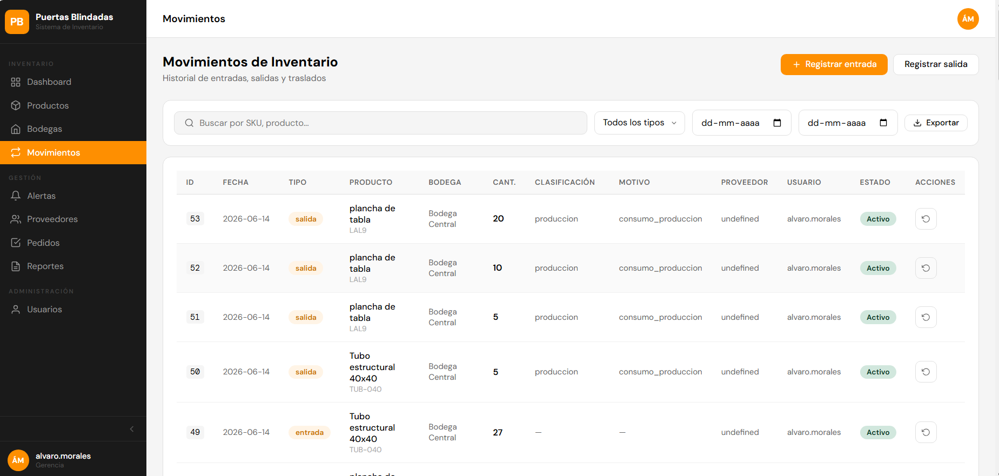 PB
Puertas Blindadas
Sistema de Inventario
INVENTARIO
Dashboard
Productos
Bodegas
Movimientos
GESTIÓN
Alertas
Proveedores
Pedidos
Reportes
ADMINISTRACIÓN
Usuarios
ÁM
alvaro.morales
Gerencia
Movimientos
ÁM
Movimientos de Inventario
Historial de entradas, salidas y traslados
+ Registrar entrada
Registrar salida
Buscar por SKU, producto...
Todos los tipos
dd-mm-aaaa
dd-mm-aaaa
Exportar
ID FECHA TIPO PRODUCTO BODEGA CANT. CLASIFICACIÓN MOTIVO PROVEEDOR USUARIO ESTADO ACCIONES
53 2026-06-14 salida plancha de tabla LAL9 Bodega Central 20 produccion consumo_produccion undefined alvaro.morales Activo
52 2026-06-14 salida plancha de tabla LAL9 Bodega Central 10 produccion consumo_produccion undefined alvaro.morales Activo
51 2026-06-14 salida plancha de tabla LAL9 Bodega Central 5 produccion consumo_produccion undefined alvaro.morales Activo
50 2026-06-14 salida Tubo estructural 40x40 TUB-040 Bodega Central 5 produccion consumo_produccion undefined alvaro.morales Activo
49 2026-06-14 entrada Tubo estructural 40x40 TUB-040 Bodega Central 27 — — undefined alvaro.morales Activo